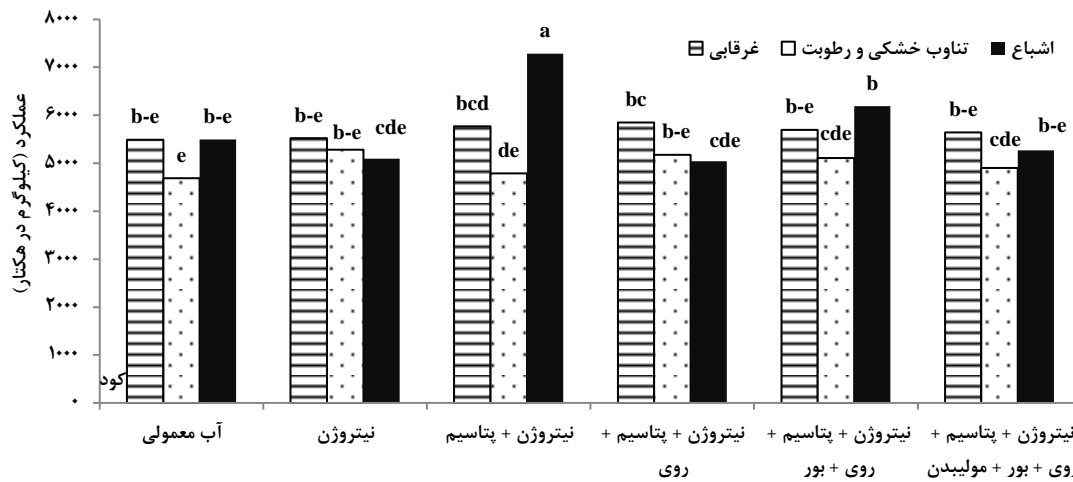 عملکرد (کیلوگرم در هکتار)
۸۰۰۰
۷۰۰۰
۶۰۰۰
۵۰۰۰
۴۰۰۰
۳۰۰۰
۲۰۰۰
۱۰۰۰
۰
غرقابی
تناوب خشکی و رطوبت
اشباع
b-e
e
b-e
b-e
b-e
cde
bcd
de
a
bc
b-e
cde
b-e
cde
b
b-e
cde
b-e
کود
آب معمولی
نیتروژن
نیتروژن + پتاسیم
نیتروژن + پتاسیم +
روی
نیتروژن + پتاسیم +
روی + بور
نیتروژن + پتاسیم +
روی + بور + مولیبدن